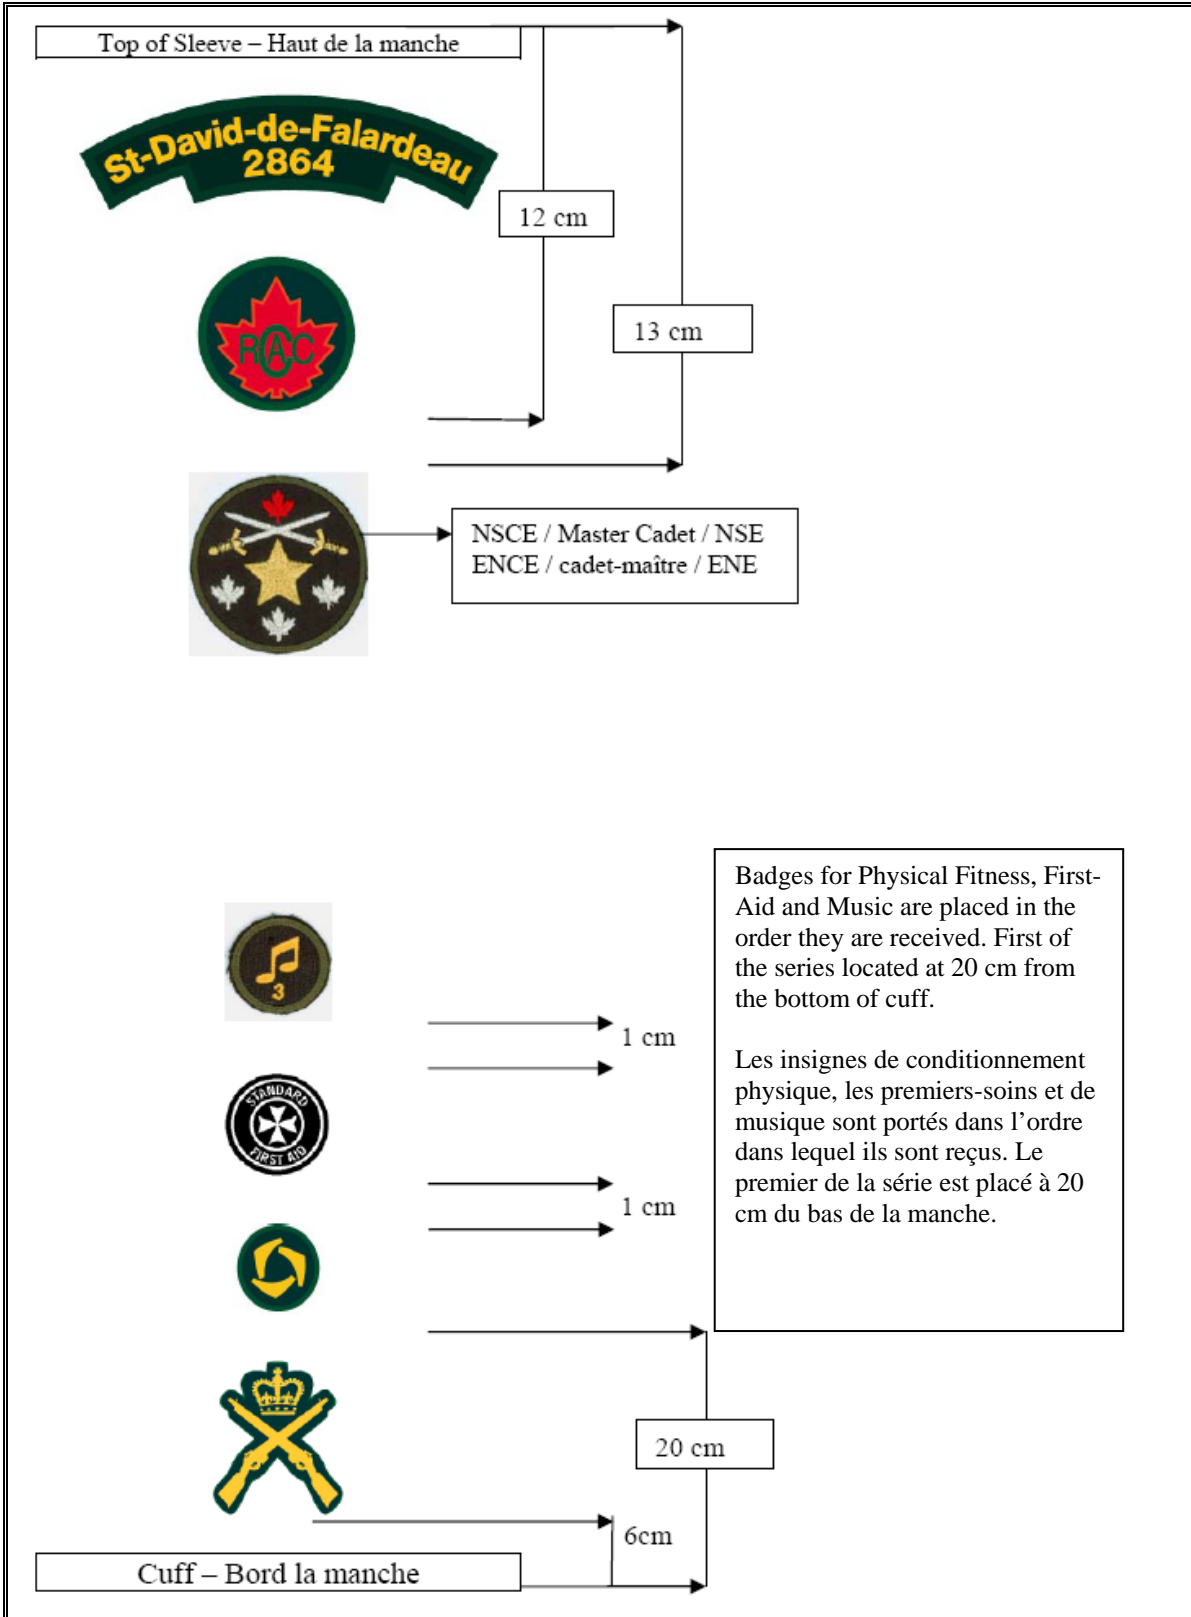 Top of Sleeve – Haut de la manche
St-David-de-Falardeau
2864
12 cm
RCAC
13 cm
NSCE / Master Cadet / NSE
ENCE / cadet-maître / ENE
Badges for Physical Fitness, First-
Aid and Music are placed in the
order they are received. First of
the series located at 20 cm from
the bottom of cuff.
Les insignes de conditionnement
physique, les premiers-soins et de
musique sont portés dans l’ordre
dans lequel ils sont reçus. Le
premier de la série est placé à 20
cm du bas de la manche.
3
1 cm
STANDARD
FIRST AID
1 cm
20 cm
6cm
Cuff – Bord la manche